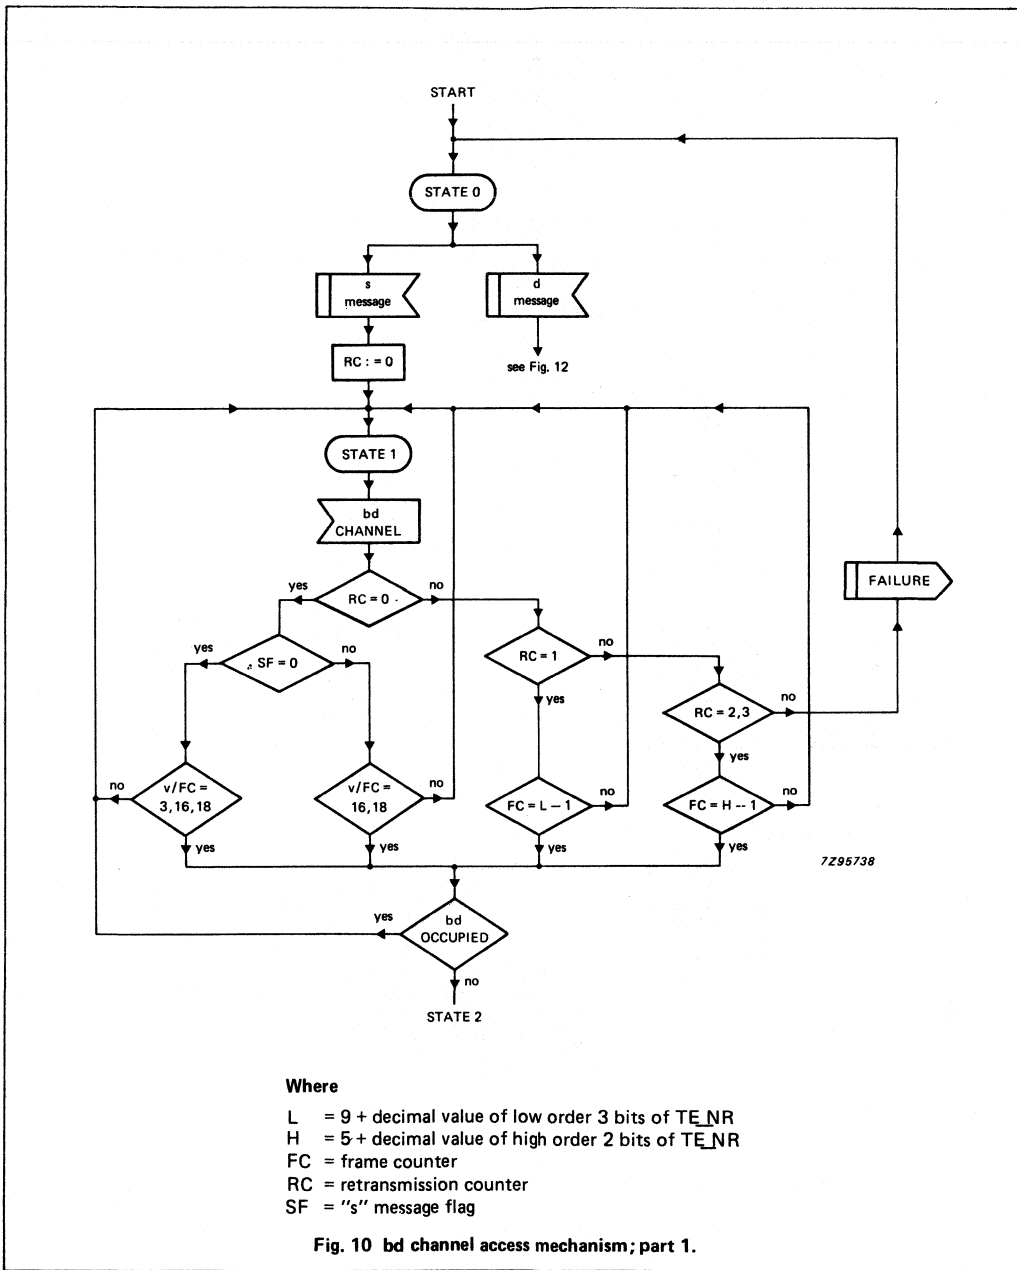 START
STATE 0
s
message
d
message
RC : = 0
see Fig. 12
STATE 1
bd
CHANNEL
yes
RC = 0
no
FAILURE
yes
SF = 0
no
RC = 1
no
yes
RC = 2,3
no
yes
no
v/FC =
3,16,18
v/FC =
16,18
no
FC = L – 1
no
FC = H -- 1
no
yes
yes
yes
yes
7Z95738
yes
bd
OCCUPIED
no
STATE 2
Where
L = 9 + decimal value of low order 3 bits of TE_NR
H = 5 + decimal value of high order 2 bits of TE_NR
FC = frame counter
RC = retransmission counter
SF = "s" message flag
Fig. 10 bd channel access mechanism; part 1.